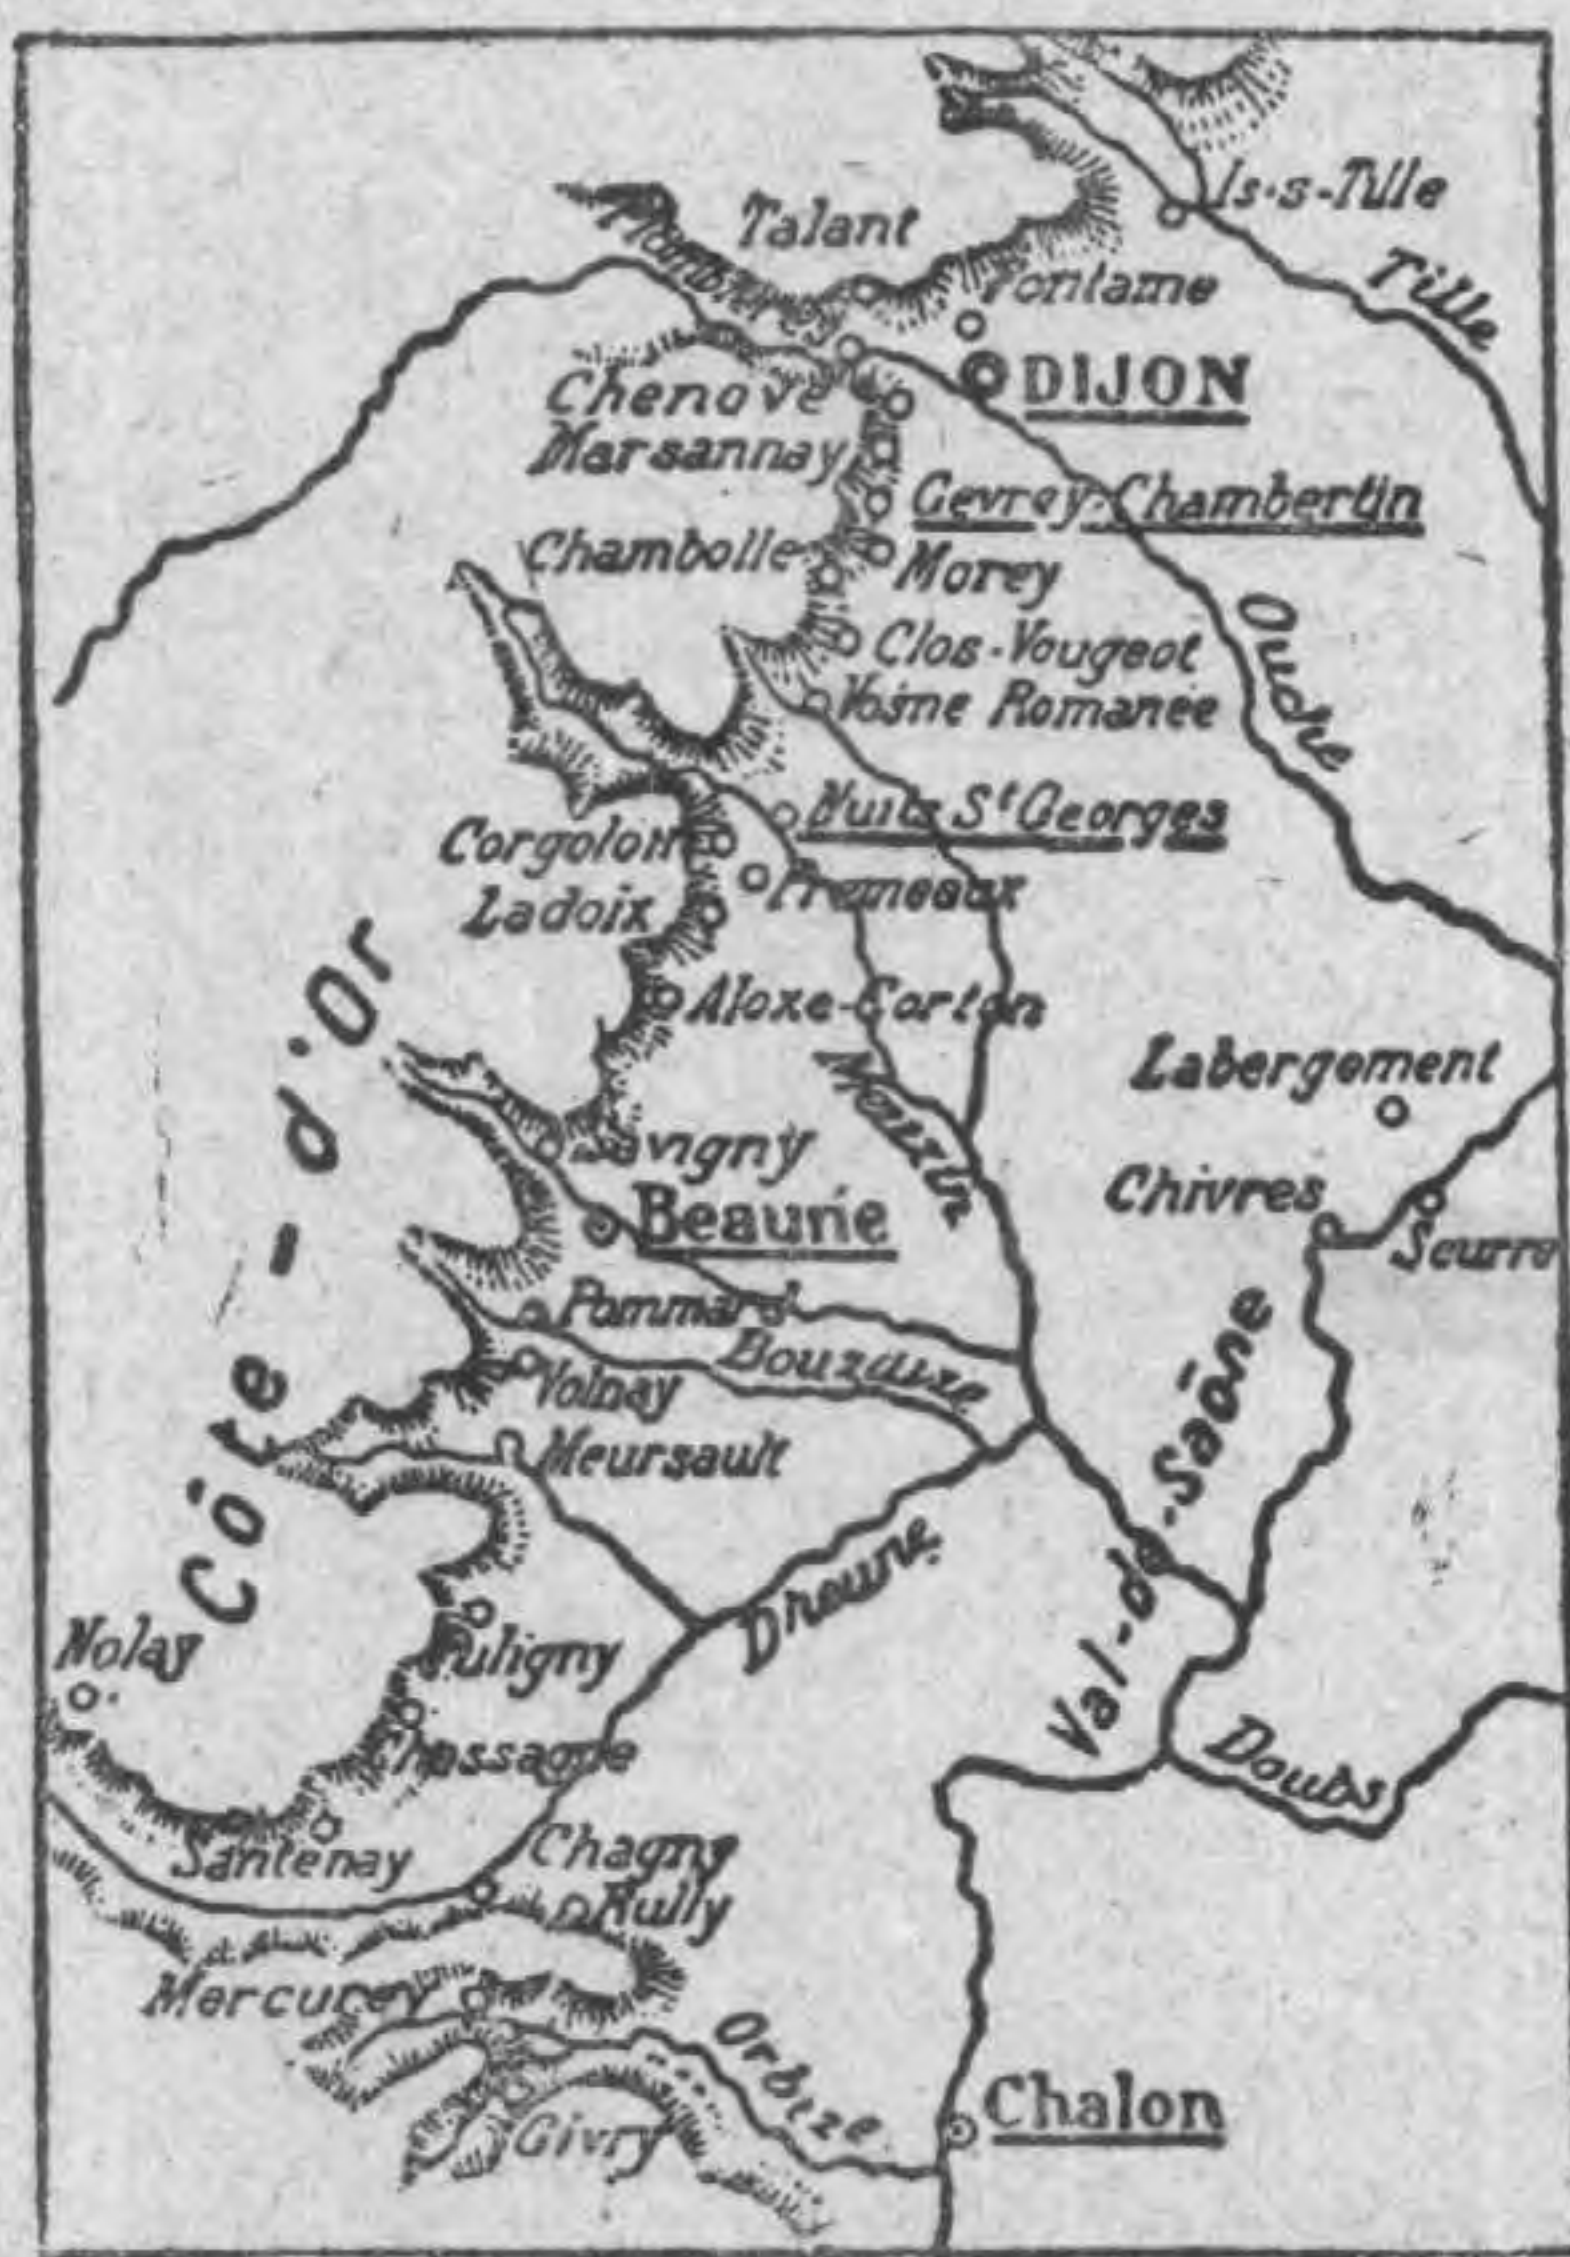 Is-s-Tille
Talant
Plombières
Tille
Fontaine
DIJON
Chenove
Marsannay
Gevrey-Chambertin
Chambolle
Morey
Ouche
Clos-Vougeot
Vosne Romanée
Nuits St Georges
Corgoloin
Premeaux
Ladoix
Aloxe-Corton
Côte-d'Or
Labergement
Meuzin
Savigny
Chivres
Beaune
Seurre
Pommard
Bouzaize
Volnay
Val-d-Saône
Meursault
Dheune
Nolay
Puligny
Doubs
Chassagne
Santenay
Chagny
Rully
Mercurey
Orbize
Chalon
Givry